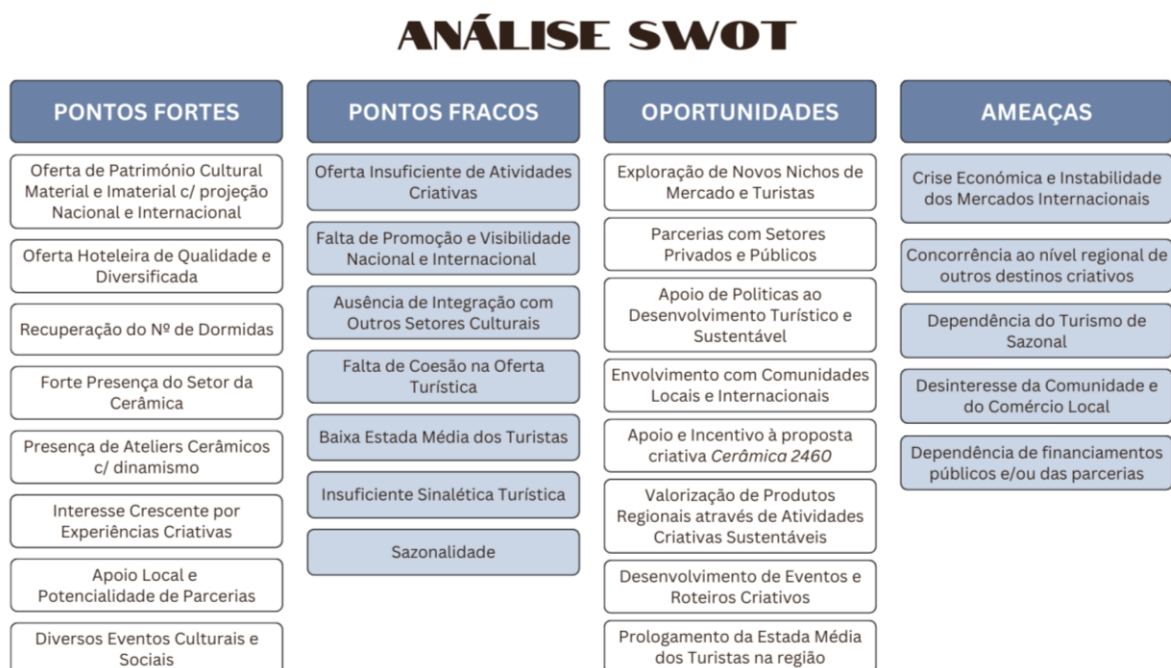 ANÁLISE SWOT
PONTOS FORTES
Oferta de Património Cultural
Material e Imaterial c/ projeção
Nacional e Internacional
Oferta Hoteleira de Qualidade e
Diversificada
Recuperação do Nº de Dormidas
Forte Presença do Setor da
Cerâmica
Presença de Ateliers Cerâmicos
c/ dinamismo
Interesse Crescente por
Experiências Criativas
Apoio Local e
Potencialidade de Parcerias
Diversos Eventos Culturais e
Sociais
PONTOS FRACOS
Oferta Insuficiente de Atividades
Criativas
Falta de Promoção e Visibilidade
Nacional e Internacional
Ausência de Integração com
Outros Setores Culturais
Falta de Coesão na Oferta
Turística
Baixa Estada Média dos Turistas
Insuficiente Sinalética Turística
Sazonalidade
OPORTUNIDADES
Exploração de Novos Nichos de
Mercado e Turistas
Parcerias com Setores
Privados e Públicos
Apoio de Politicas ao
Desenvolvimento Turístico e
Sustentável
Envolvimento com Comunidades
Locais e Internacionais
Apoio e Incentivo à proposta
criativa Cerâmica 2460
Valorização de Produtos
Regionais através de Atividades
Criativas Sustentáveis
Desenvolvimento de Eventos e
Roteiros Criativos
Prologamento da Estada Média
dos Turistas na região
AMEAÇAS
Crise Económica e Instabilidade
dos Mercados Internacionais
Concorrência ao nível regional de
outros destinos criativos
Dependência do Turismo de
Sazonal
Desinteresse da Comunidade e
do Comércio Local
Dependência de financiamentos
públicos e/ou das parcerias